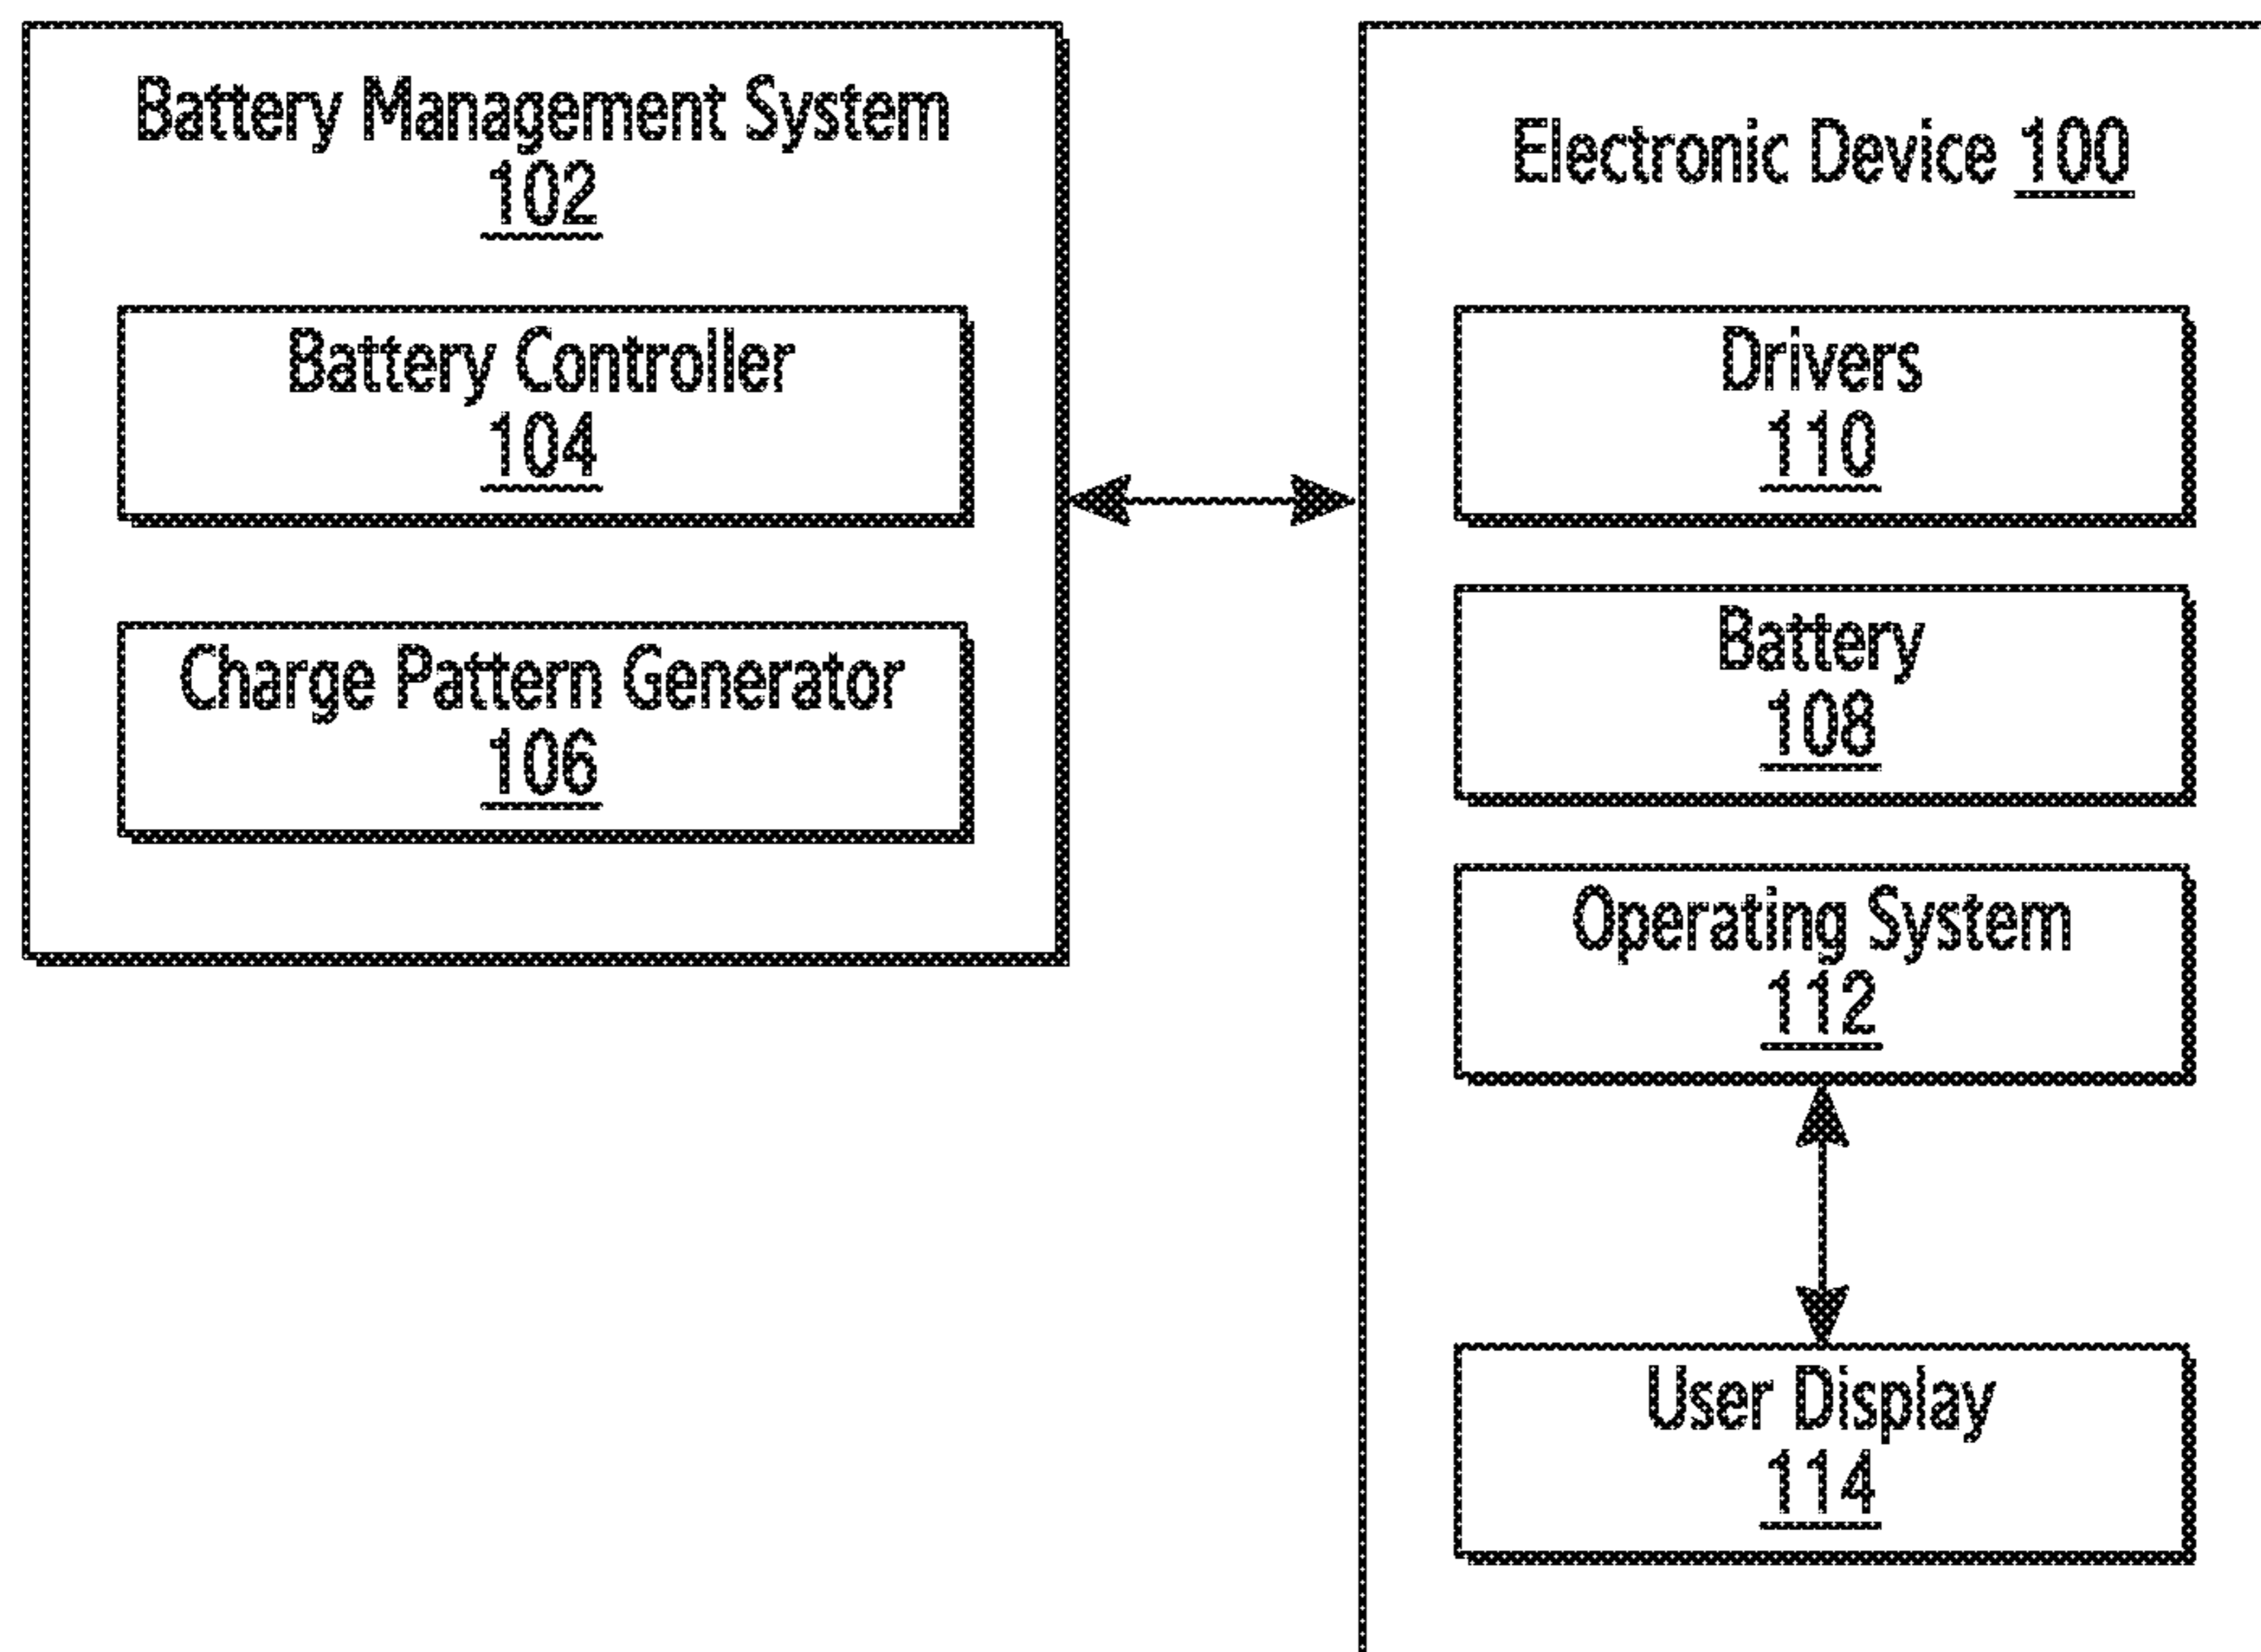 Battery Management System
102
Battery Controller
104
Charge Pattern Generator
106
Electronic Device 100
Drivers
110
Battery
108
Operating System
112
User Display
114